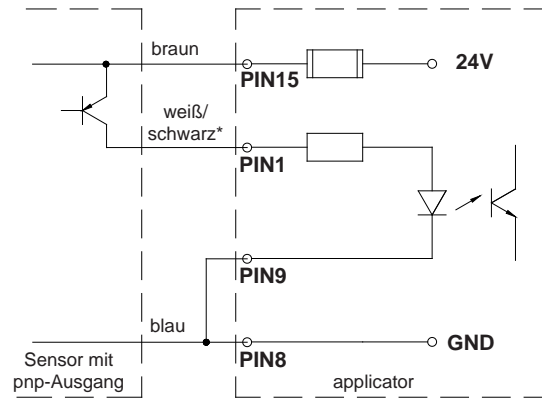 braun
24V
PIN15
weiß/
schwarz*
PIN1
PIN9
blau
GND
PIN8
Sensor mit
pnp-Ausgang
applicator